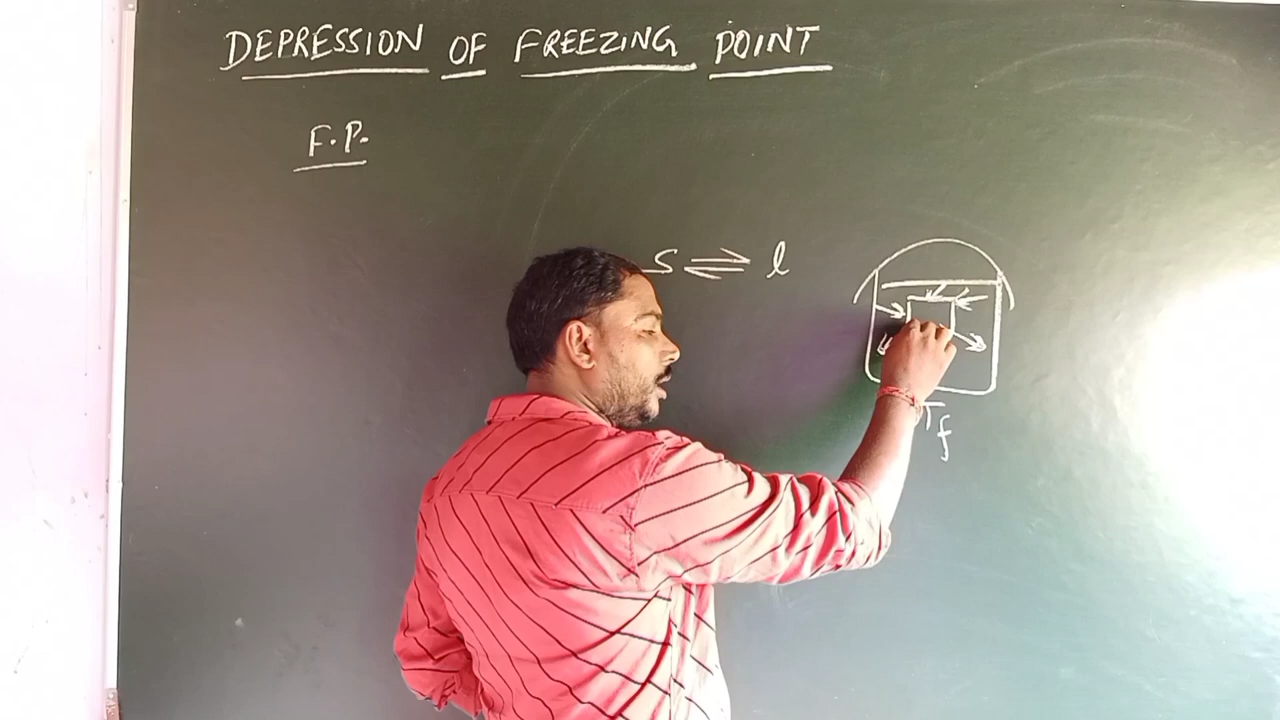 DEPRESSION OF FREEZING POINT
F.P.
S ⇌ l
Tf